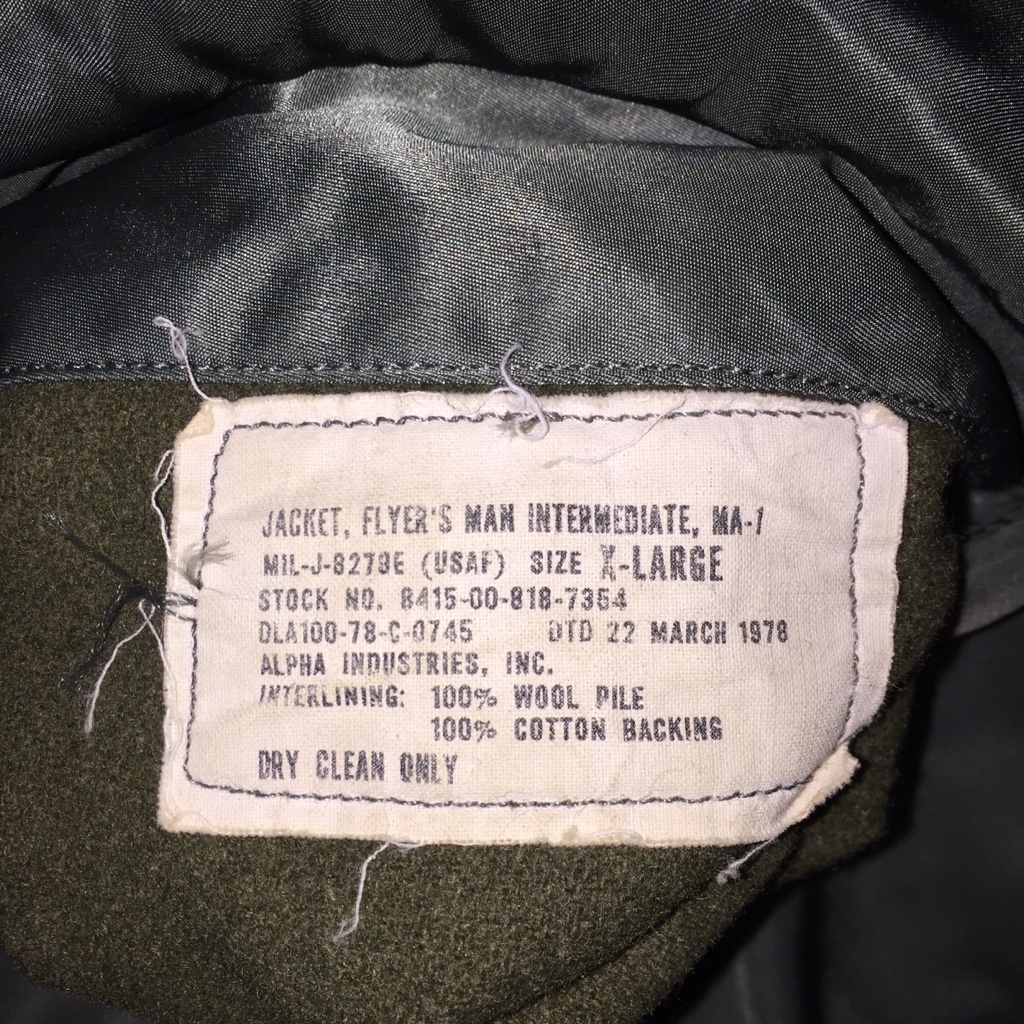 JACKET, FLYER'S MAN INTERMEDIATE, MA-1
MIL-J-8279E (USAF) SIZE X-LARGE
STOCK NO. 8415-00-818-7354
DLA100-78-C-0745 DTD 22 MARCH 1978
ALPHA INDUSTRIES, INC.
INTERLINING: 100% WOOL PILE
100% COTTON BACKING
DRY CLEAN ONLY